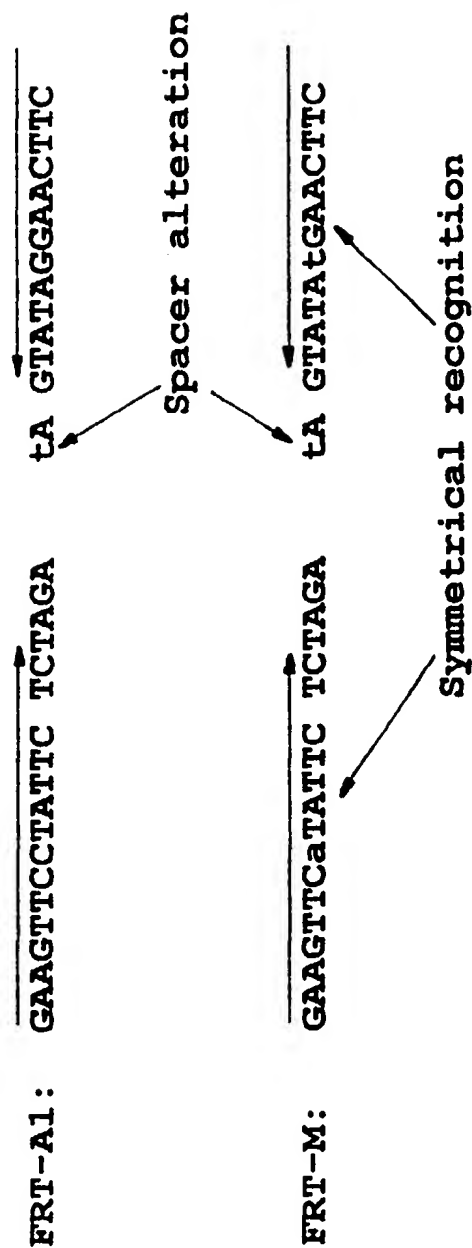 FRT-A1: GAAGTTCCTATTC TCTAGA tA GTATAGGAACTTC
Spacer alteration
FRT-M: GAAGTTCaTATTC TCTAGA tA GTATAtGAACTTC
Symmetrical recognition